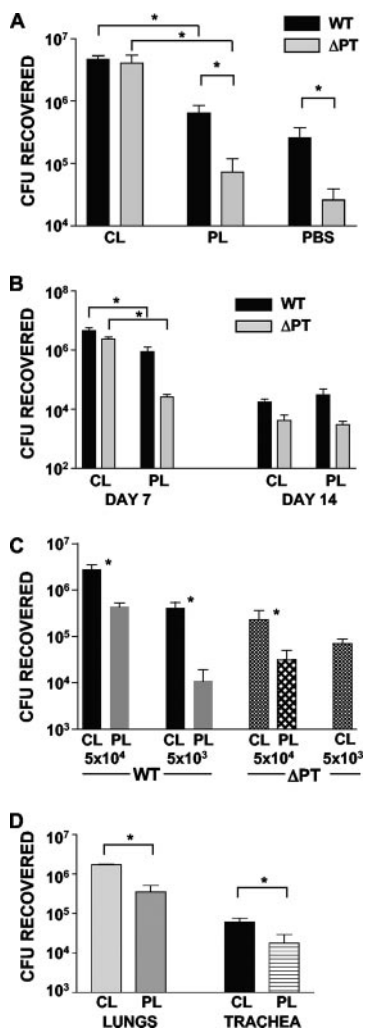 A
CFU RECOVERED
10⁷
10⁶
10⁵
10⁴
* *
* *
WT
ΔPT
CL PL PBS
B
CFU RECOVERED
10⁸
10⁶
10⁴
10²
*
*
WT
ΔPT
CL PL CL PL
DAY 7 DAY 14
C
CFU RECOVERED
10⁷
10⁶
10⁵
10⁴
10³
* * *
CL PL CL PL CL PL CL
5x10⁴ 5x10³ 5x10⁴ 5x10³
WT ΔPT
D
CFU RECOVERED
10⁷
10⁶
10⁵
10⁴
10³
* *
CL PL CL PL
LUNGS TRACHEA